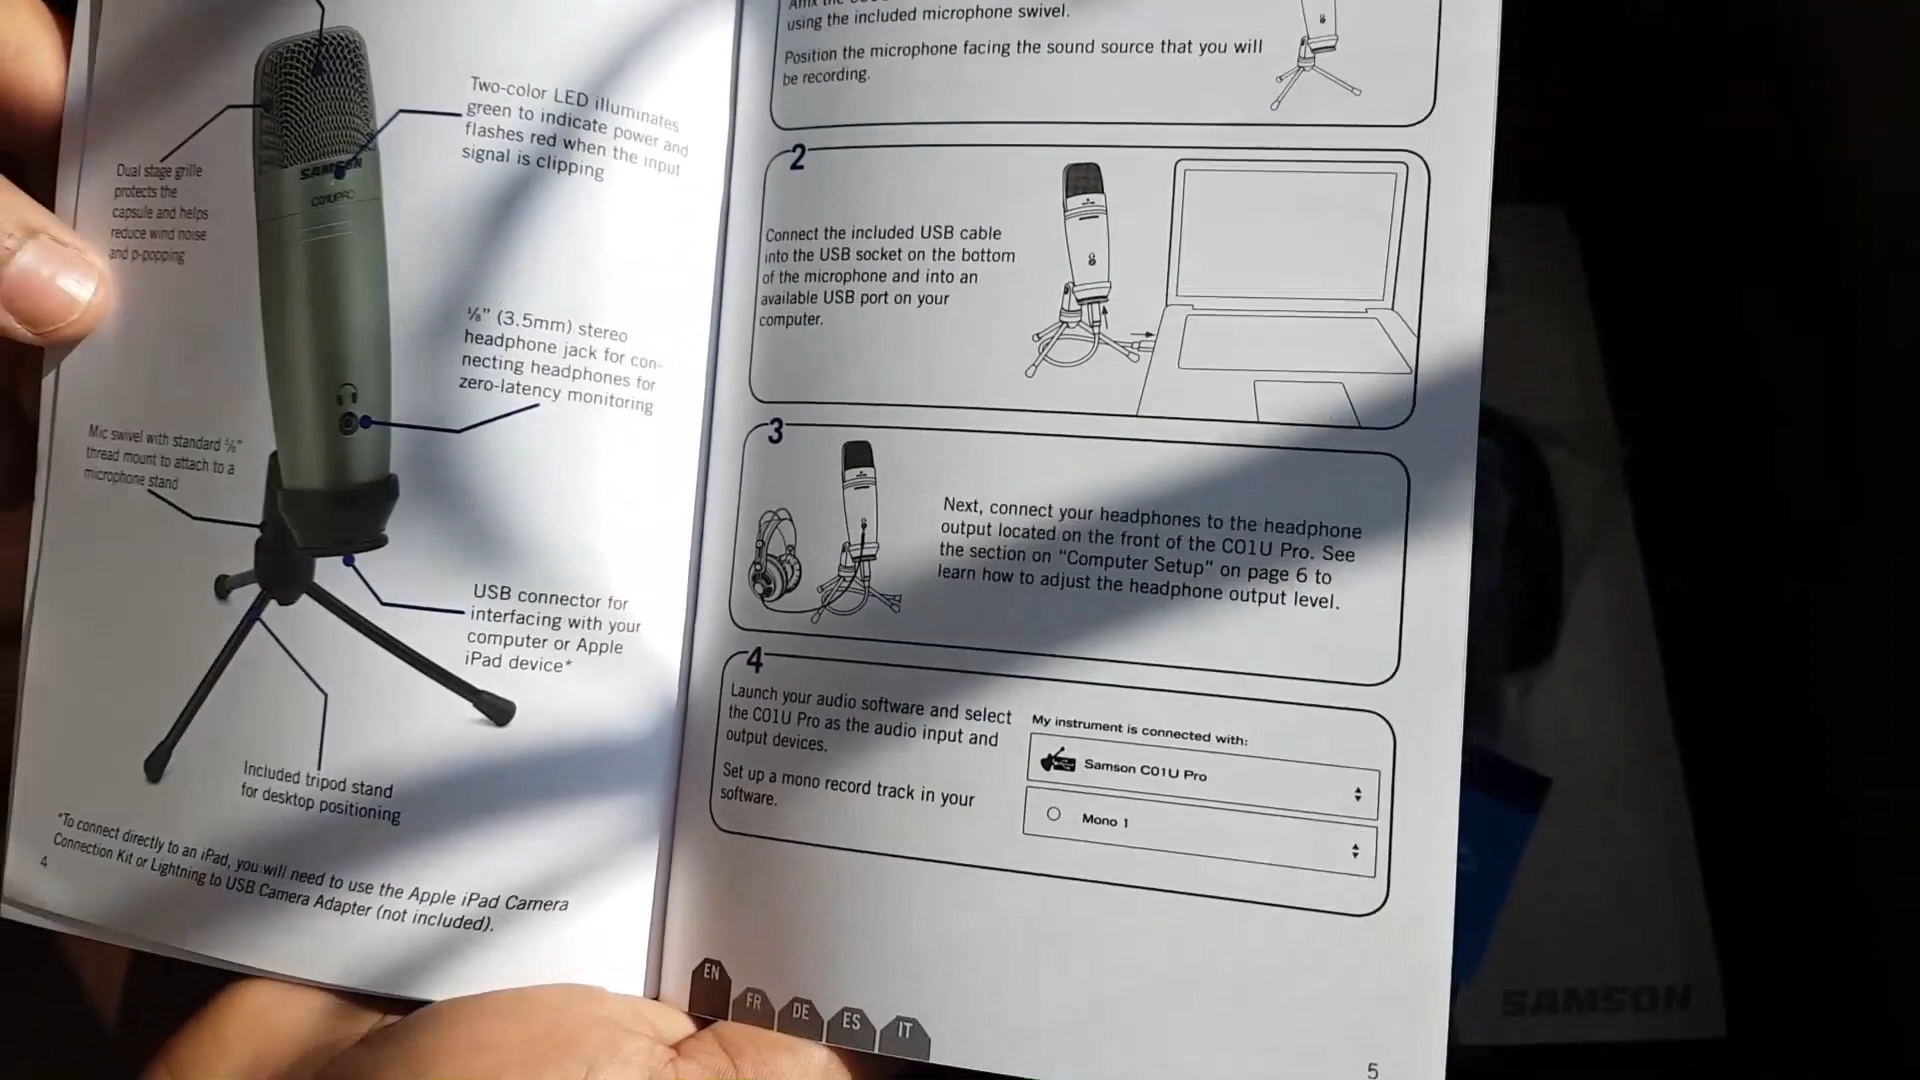 Dual stage grille
protects the
capsule and helps
reduce wind noise
and p-popping
Two-color LED illuminates
green to indicate power and
flashes red when the input
signal is clipping
SAMSON
C01U PRO
⅛” (3.5mm) stereo
headphone jack for con-
necting headphones for
zero-latency monitoring
Mic swivel with standard ⅝”
thread mount to attach to a
microphone stand
USB connector for
interfacing with your
computer or Apple
iPad device*
Included tripod stand
for desktop positioning
*To connect directly to an iPad, you will need to use the Apple iPad Camera
Connection Kit or Lightning to USB Camera Adapter (not included).
4
using the included microphone swivel.
Position the microphone facing the sound source that you will
be recording.
2
Connect the included USB cable
into the USB socket on the bottom
of the microphone and into an
available USB port on your
computer.
3
Next, connect your headphones to the headphone
output located on the front of the C01U Pro. See
the section on “Computer Setup” on page 6 to
learn how to adjust the headphone output level.
4
Launch your audio software and select
the C01U Pro as the audio input and
output devices.
Set up a mono record track in your
software.
My instrument is connected with:
Samson C01U Pro
Mono 1
EN
FR
DE
ES
IT
5
SAMSON